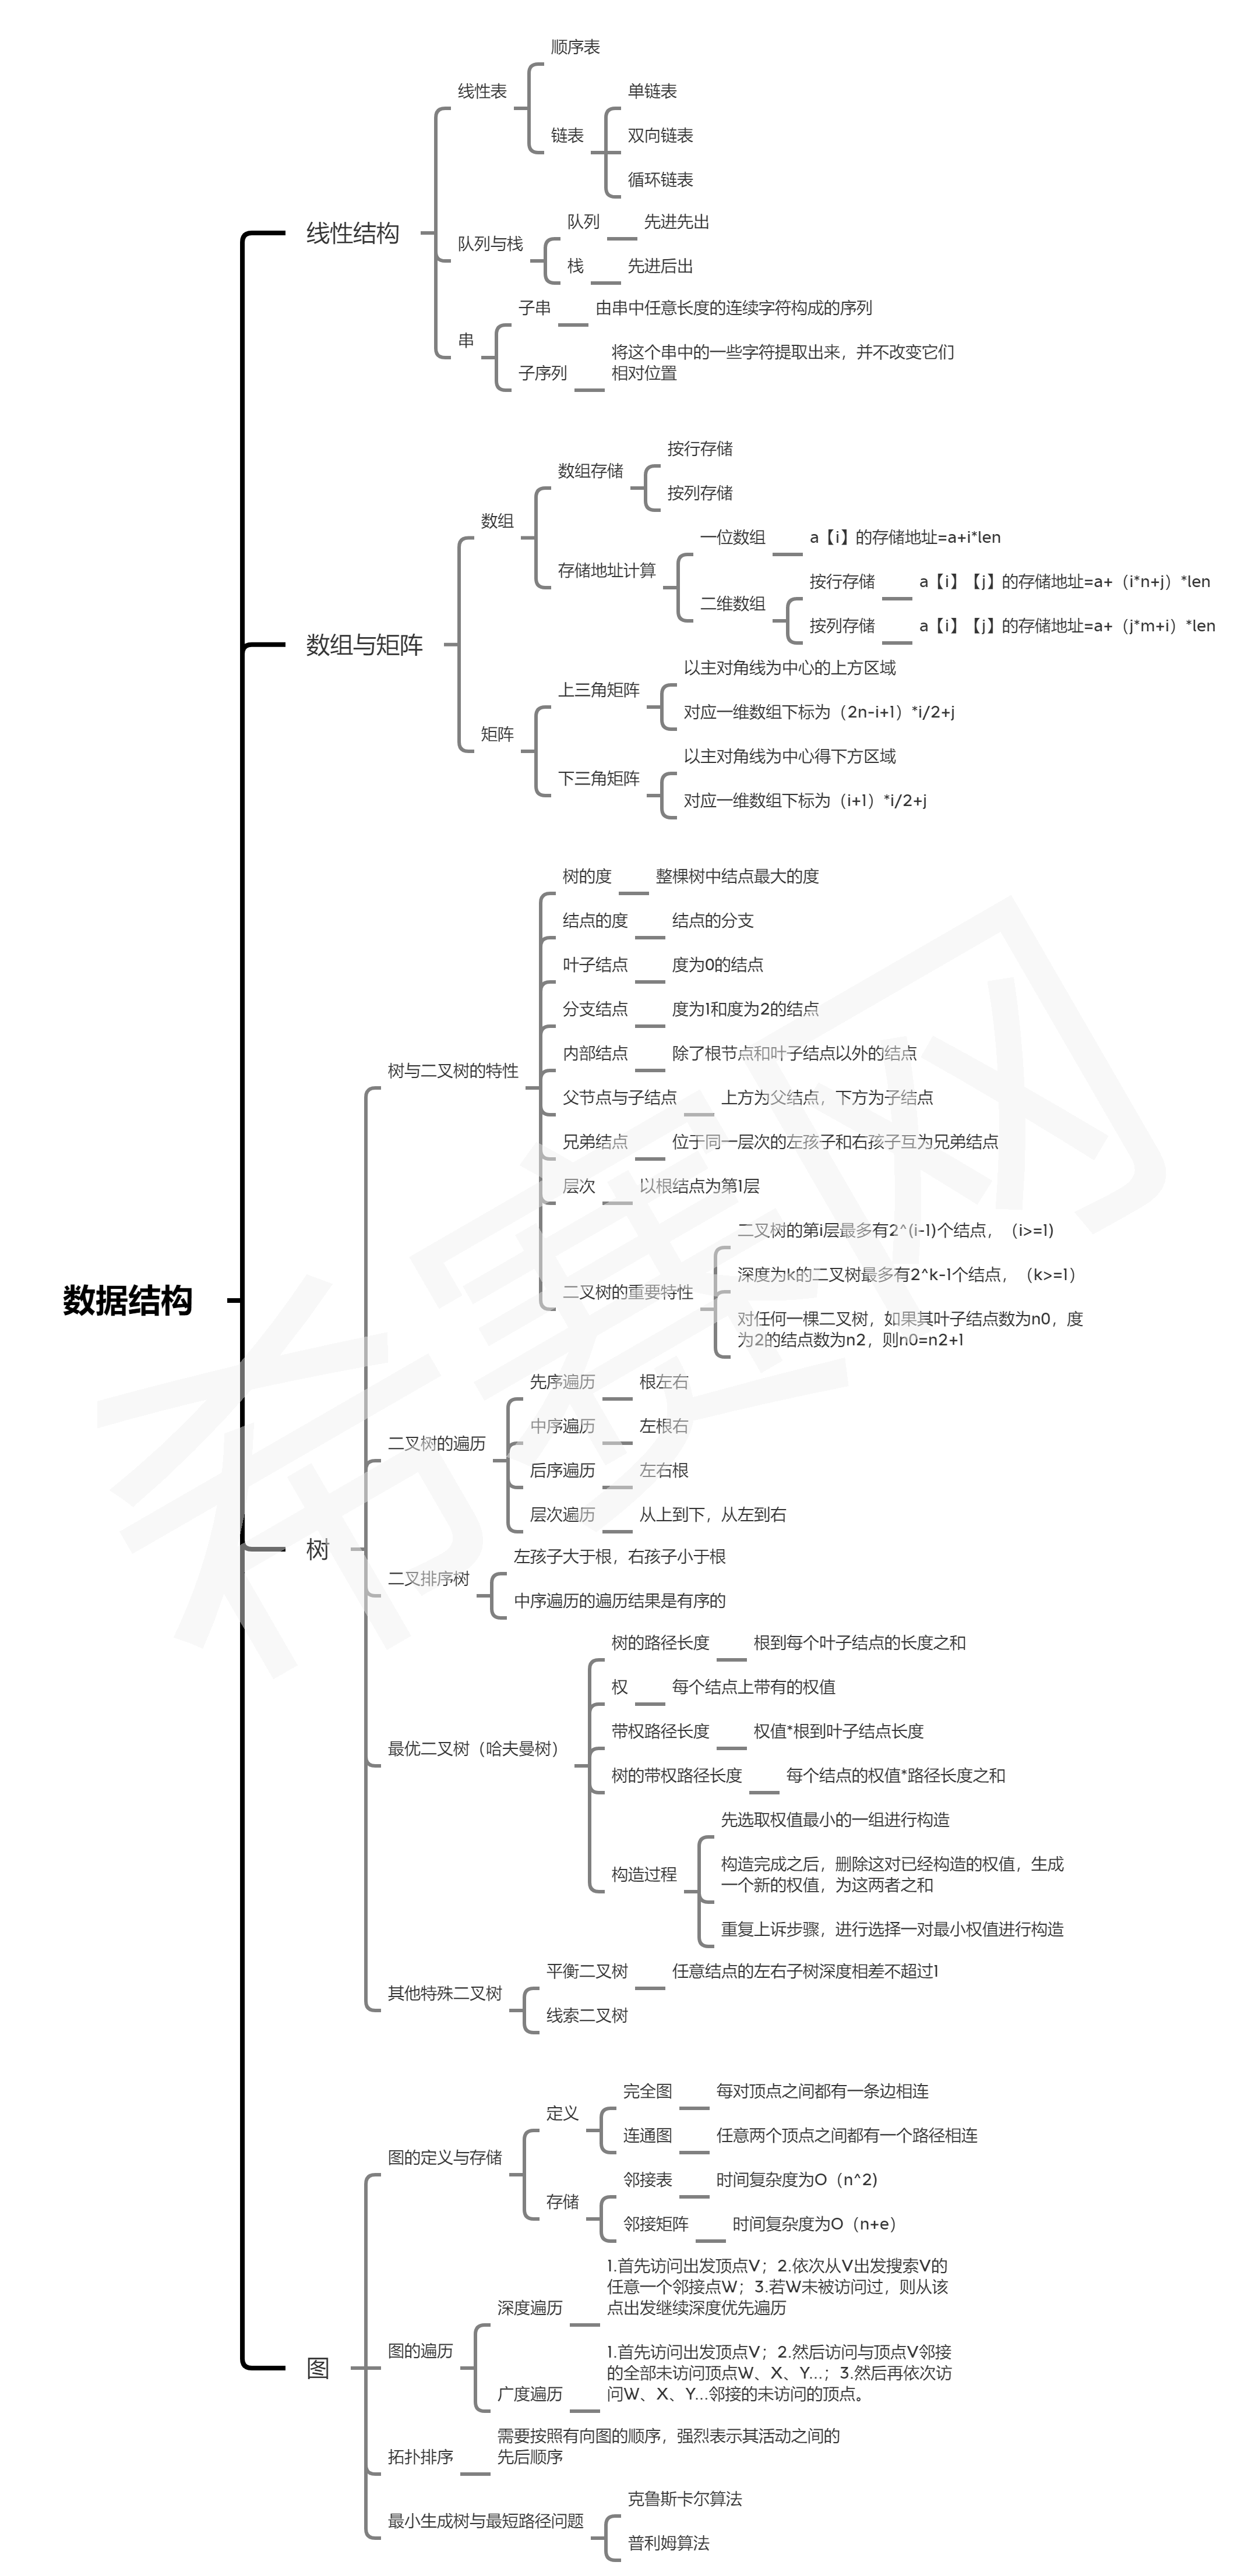 数据结构
线性结构
线性表
顺序表
链表
单链表
双向链表
循环链表
队列与栈
队列
先进先出
栈
先进后出
串
子串
由串中任意长度的连续字符构成的序列
子序列
将这个串中的一些字符提取出来，并不改变它们
相对位置
数组与矩阵
数组
数组存储
按行存储
按列存储
存储地址计算
一位数组
a【i】的存储地址=a+i*len
二维数组
按行存储
a【i】【j】的存储地址=a+（i*n+j）*len
按列存储
a【i】【j】的存储地址=a+（j*m+i）*len
矩阵
上三角矩阵
以主对角线为中心的上方区域
对应一维数组下标为（2n-i+1）*i/2+j
下三角矩阵
以主对角线为中心得下方区域
对应一维数组下标为（i+1）*i/2+j
树
树与二叉树的特性
树的度
整棵树中结点最大的度
结点的度
结点的分支
叶子结点
度为0的结点
分支结点
度为1和度为2的结点
内部结点
除了根节点和叶子结点以外的结点
父节点与子结点
上方为父结点，下方为子结点
兄弟结点
位于同一层次的左孩子和右孩子互为兄弟结点
层次
以根结点为第1层
二叉树的重要特性
二叉树的第i层最多有2^(i-1)个结点，（i>=1)
深度为k的二叉树最多有2^k-1个结点，（k>=1）
对任何一棵二叉树，如果其叶子结点数为n0，度
为2的结点数为n2，则n0=n2+1
二叉树的遍历
先序遍历
根左右
中序遍历
左根右
后序遍历
左右根
层次遍历
从上到下，从左到右
二叉排序树
左孩子大于根，右孩子小于根
中序遍历的遍历结果是有序的
最优二叉树（哈夫曼树）
树的路径长度
根到每个叶子结点的长度之和
权
每个结点上带有的权值
带权路径长度
权值*根到叶子结点长度
树的带权路径长度
每个结点的权值*路径长度之和
构造过程
先选取权值最小的一组进行构造
构造完成之后，删除这对已经构造的权值，生成
一个新的权值，为这两者之和
重复上诉步骤，进行选择一对最小权值进行构造
其他特殊二叉树
平衡二叉树
任意结点的左右子树深度相差不超过1
线索二叉树
图
图的定义与存储
定义
完全图
每对顶点之间都有一条边相连
连通图
任意两个顶点之间都有一个路径相连
存储
邻接表
时间复杂度为O（n^2)
邻接矩阵
时间复杂度为O（n+e）
图的遍历
深度遍历
1.首先访问出发顶点V；2.依次从V出发搜索V的
任意一个邻接点W；3.若W未被访问过，则从该
点出发继续深度优先遍历
广度遍历
1.首先访问出发顶点V；2.然后访问与顶点V邻接
的全部未访问顶点W、X、Y...；3.然后再依次访
问W、X、Y...邻接的未访问的顶点。
拓扑排序
需要按照有向图的顺序，强烈表示其活动之间的
先后顺序
最小生成树与最短路径问题
克鲁斯卡尔算法
普利姆算法
希赛网